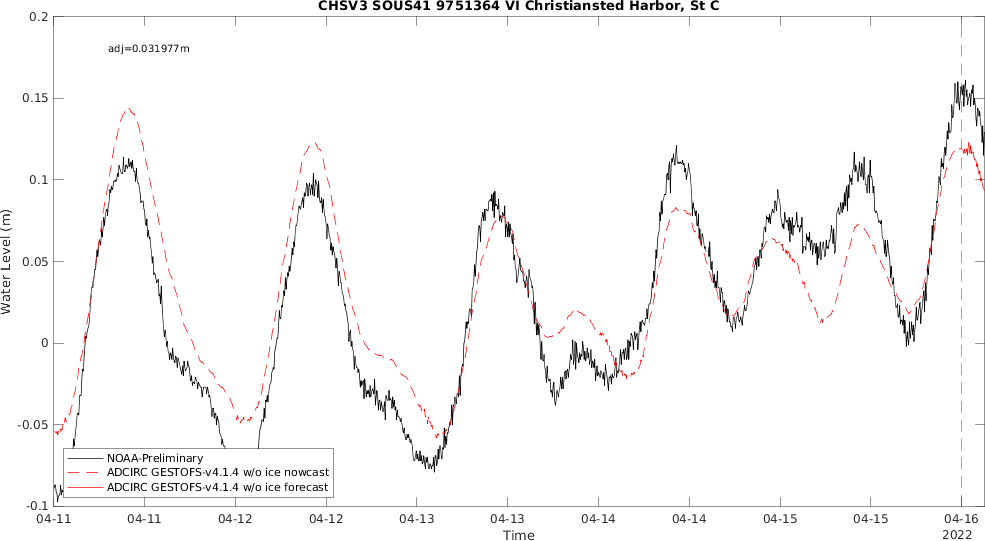 CHSV3 SOUS41 9751364 VI Christiansted Harbor, St C
adj=0.031977m
0.2
0.15
0.1
0.05
0
-0.05
-0.1
Water Level (m)
NOAA-Preliminary
ADCIRC GESTOFS-v4.1.4 w/o ice nowcast
ADCIRC GESTOFS-v4.1.4 w/o ice forecast
04-11 04-11 04-12 04-12 04-13 04-13 04-14 04-14 04-15 04-15 04-16
Time
2022